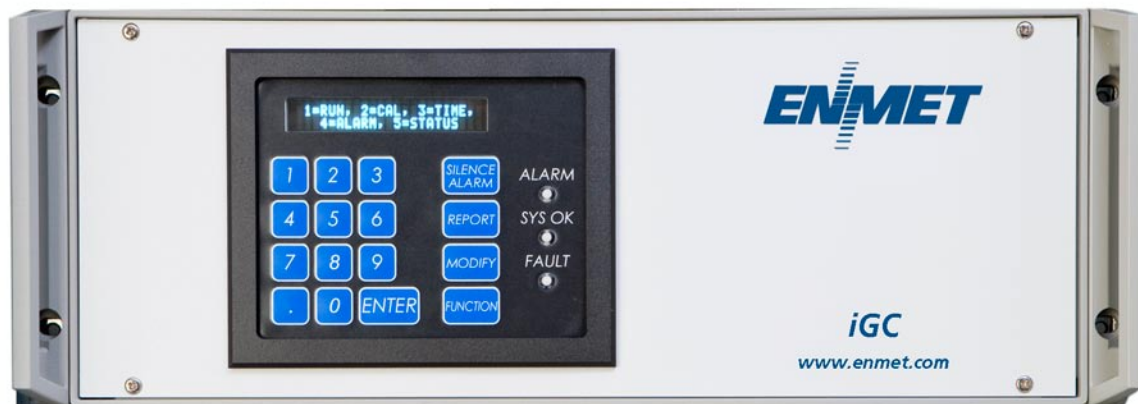 1=RUN, 2=CAL, 3=TIME,
4=ALARM, 5=STATUS
1 2 3
SILENCE
ALARM
4 5 6
REPORT
7 8 9
MODIFY
. 0 ENTER
FUNCTION
ALARM
SYS OK
FAULT
ENMET
iGC
www.enmet.com